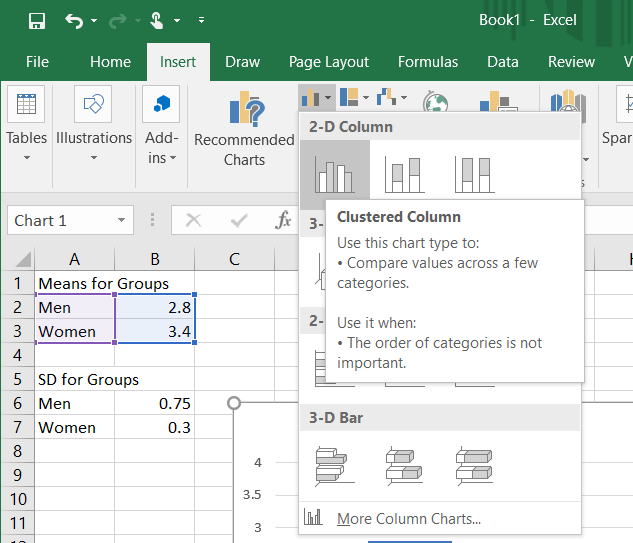 Book1 - Excel
File Home Insert Draw Page Layout Formulas Data Review
Tables Illustrations Add-
ins Recommended
Charts
2-D Column
Chart 1 fx
Clustered Column
Use this chart type to:
• Compare values across a few
categories.
Use it when:
• The order of categories is not
important.
3-
2-
3-D Bar
More Column Charts...
A B C
1 Means for Groups
2 Men 2.8
3 Women 3.4
4
5 SD for Groups
6 Men 0.75
7 Women 0.3
8
9
10
11
4
3.5
3